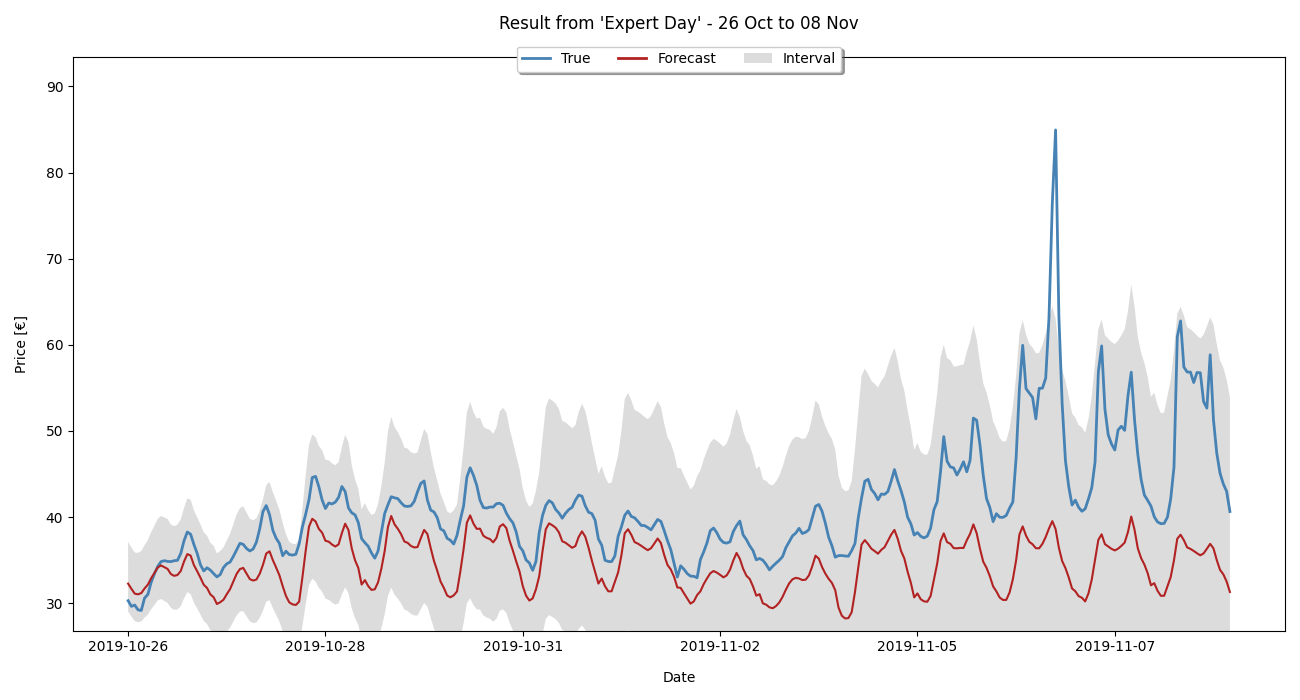 Result from 'Expert Day' - 26 Oct to 08 Nov
True Forecast Interval
90
80
70
60
50
40
30
Price [€]
2019-10-26 2019-10-28 2019-10-31 2019-11-02 2019-11-05 2019-11-07
Date